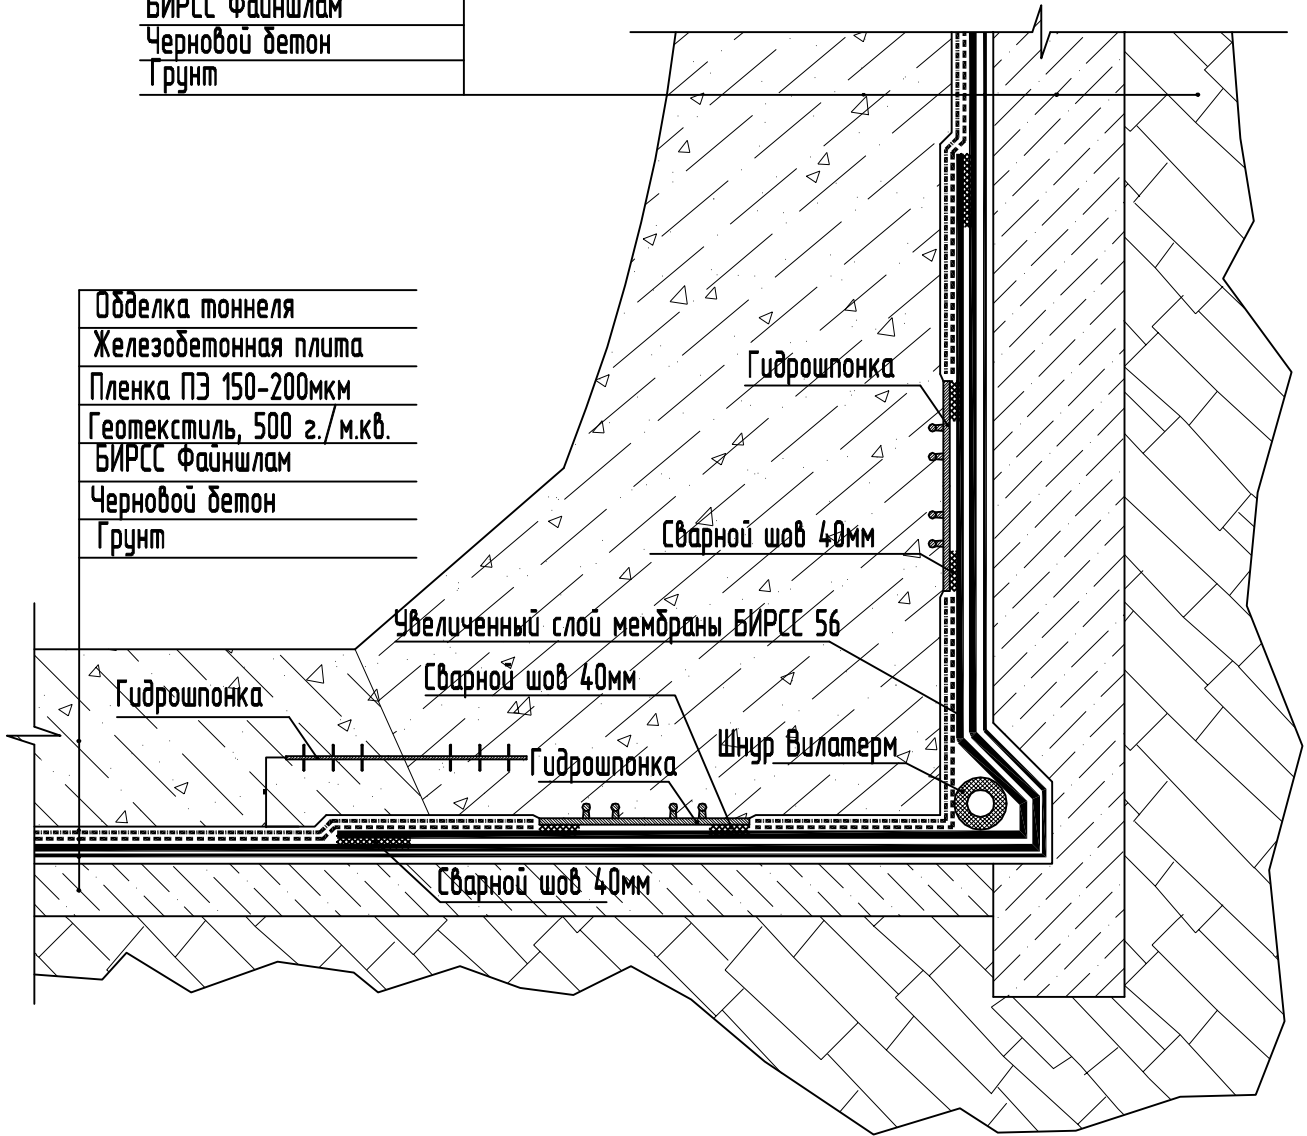 БИРСС Файншлам
Черновой бетон
Грунт
Обделка тоннеля
Железобетонная плита
Пленка ПЭ 150-200мкм
Геотекстиль, 500 г./м.кв.
БИРСС Файншлам
Черновой бетон
Грунт
Гидрошпонка
Сварной шов 40мм
Увеличенный слой мембраны БИРСС 56
Сварной шов 40мм
Гидрошпонка
Шнур Вилатерм
Гидрошпонка
Сварной шов 40мм